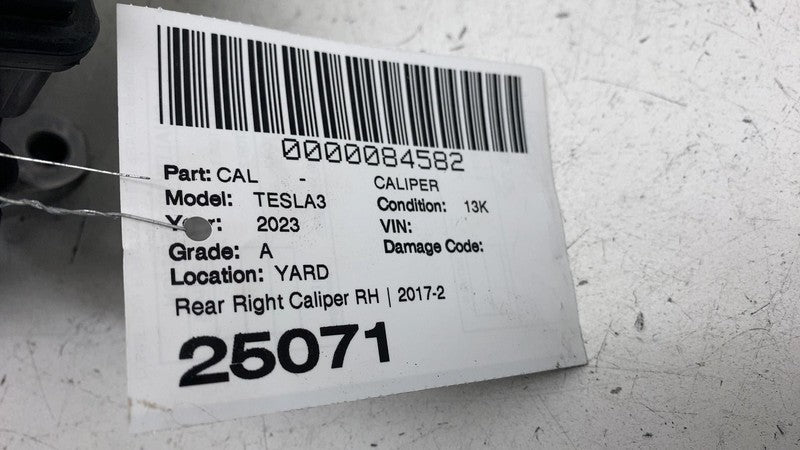 0000084582
Part: CAL - CALIPER
Model: TESLA3 Condition: 13K
Year: 2023 VIN:
Grade: A Damage Code:
Location: YARD
Rear Right Caliper RH | 2017-2
25071